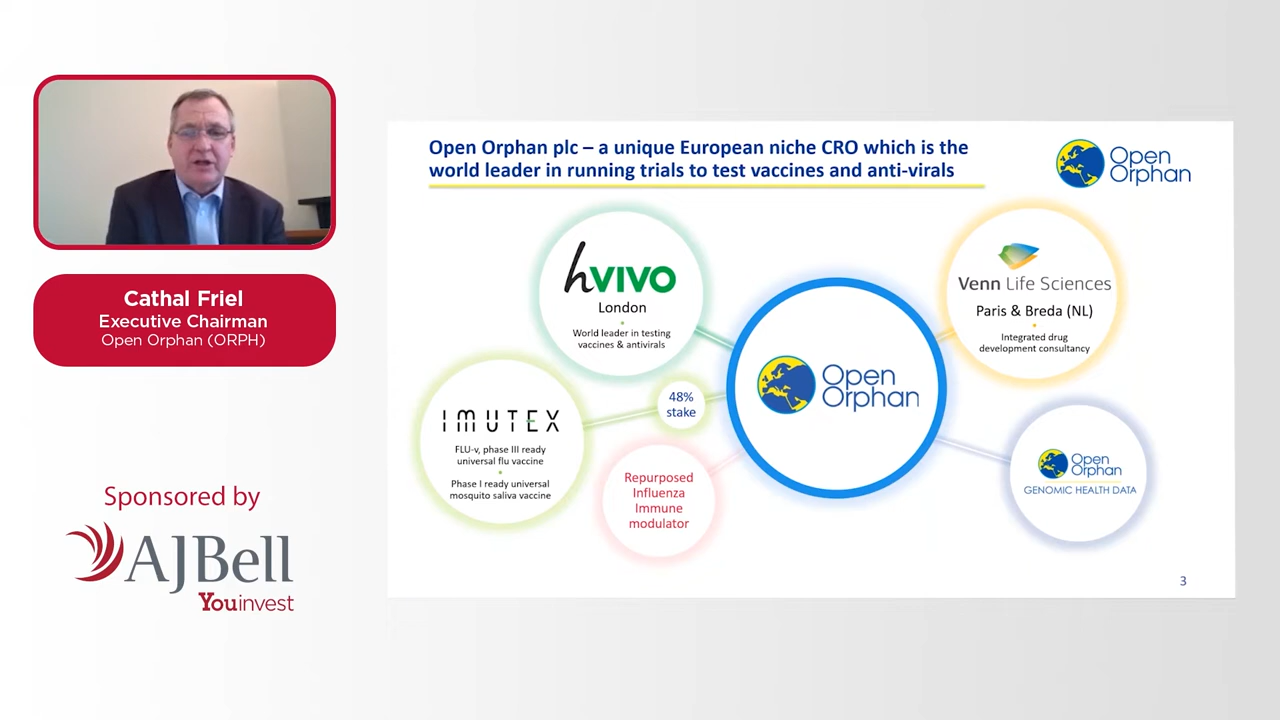 Cathal Friel
Executive Chairman
Open Orphan (ORPH)
Sponsored by
AJBell
Youinvest
Open Orphan plc – a unique European niche CRO which is the
world leader in running trials to test vaccines and anti-virals
Open
Orphan
hVIVO
London
World leader in testing
vaccines & antivirals
Venn Life Sciences
Paris & Breda (NL)
Integrated drug
development consultancy
Open
Orphan
48%
stake
IMUTEX
FLU-v, phase III ready
universal flu vaccine
Phase I ready universal
mosquito saliva vaccine
Repurposed
Influenza
Immune
modulator
Open
Orphan
GENOMIC HEALTH DATA
3